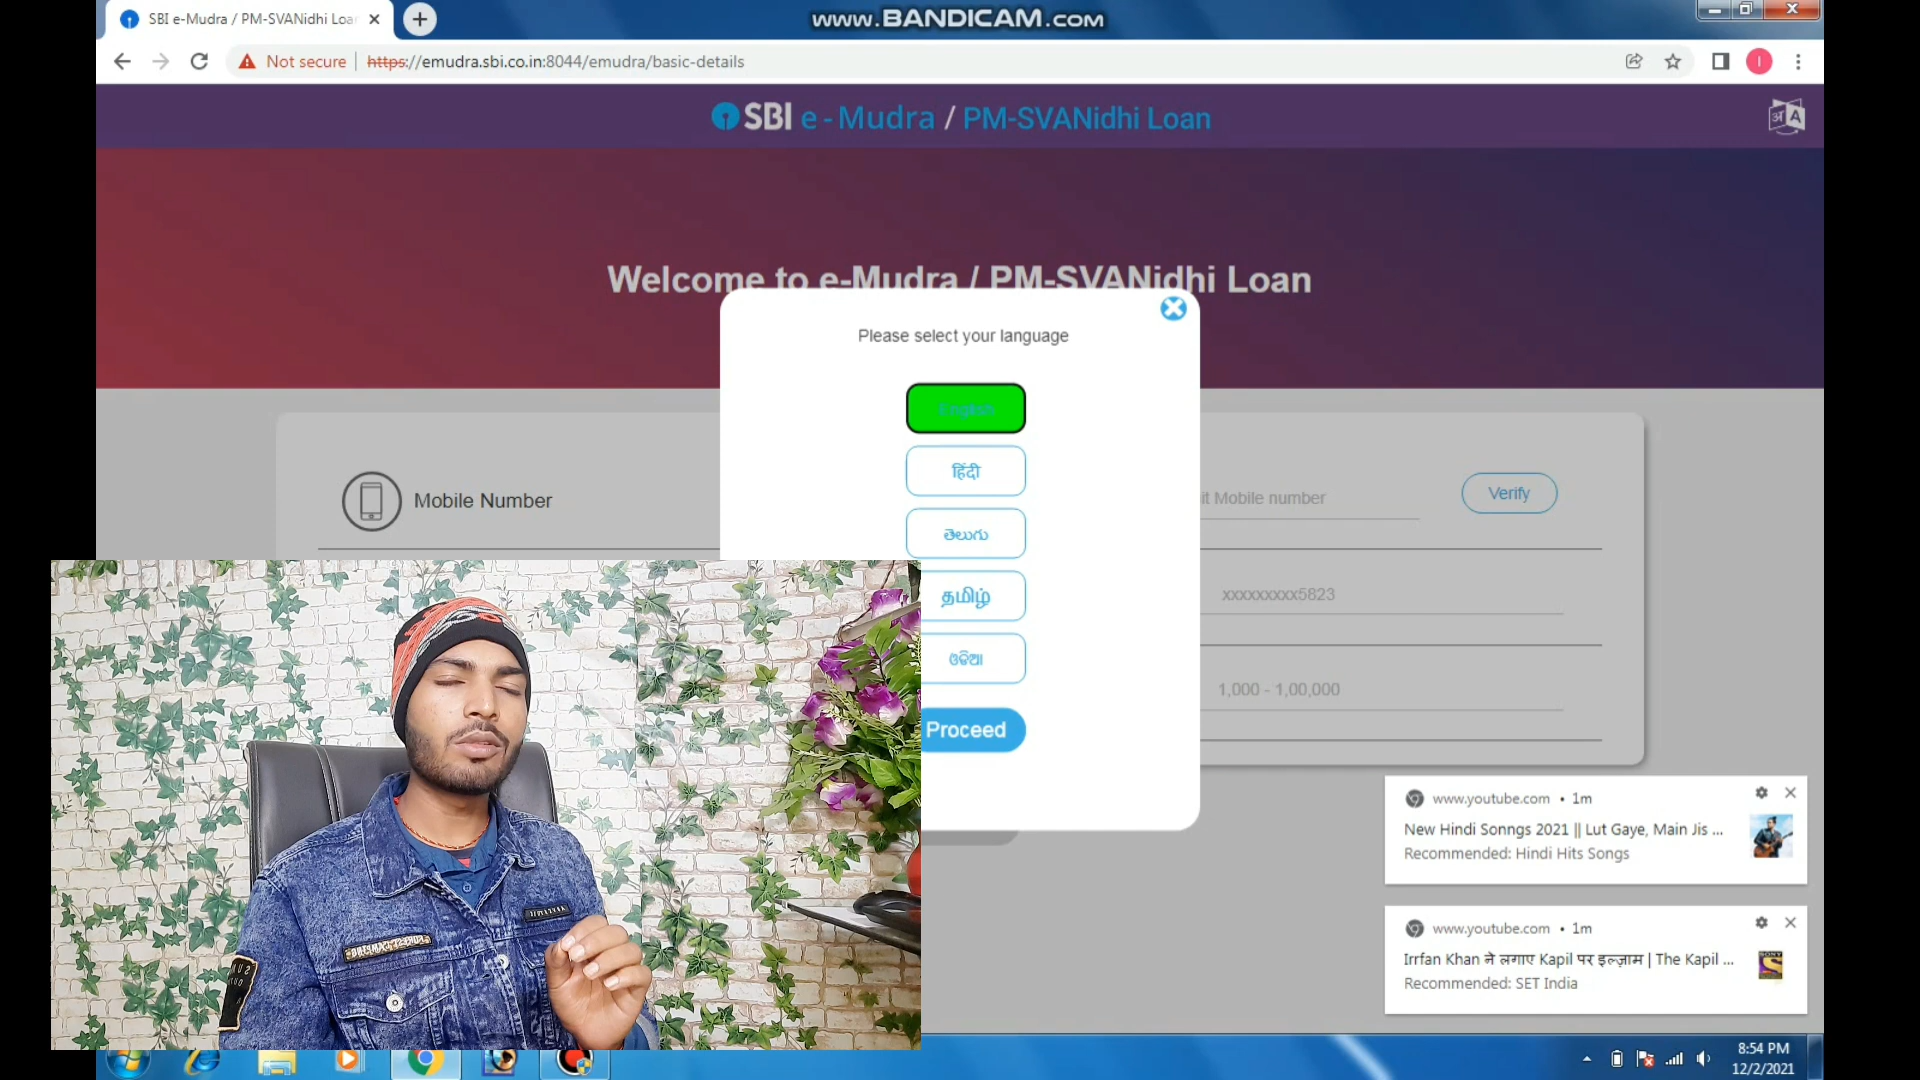 SBI e-Mudra / PM-SVANidhi Loa
www.BANDICAM.com
Not secure
https://emudra.sbi.co.in:8044/emudra/basic-details
SBI e-Mudra / PM-SVANidhi Loan
अ A
Welcome to e-Mudra / PM-SVANidhi Loan
Please select your language
English
हिंदी
తెలుగు
தமிழ்
ଓଡିଆ
Proceed
Mobile Number
it Mobile number
Verify
xxxxxxxxx5823
1,000 - 1,00,000
www.youtube.com • 1m
New Hindi Sonngs 2021 || Lut Gaye, Main Jis ...
Recommended: Hindi Hits Songs
www.youtube.com • 1m
Irrfan Khan ने लगाए Kapil पर इल्ज़ाम | The Kapil ...
Recommended: SET India
8:54 PM
12/2/2021